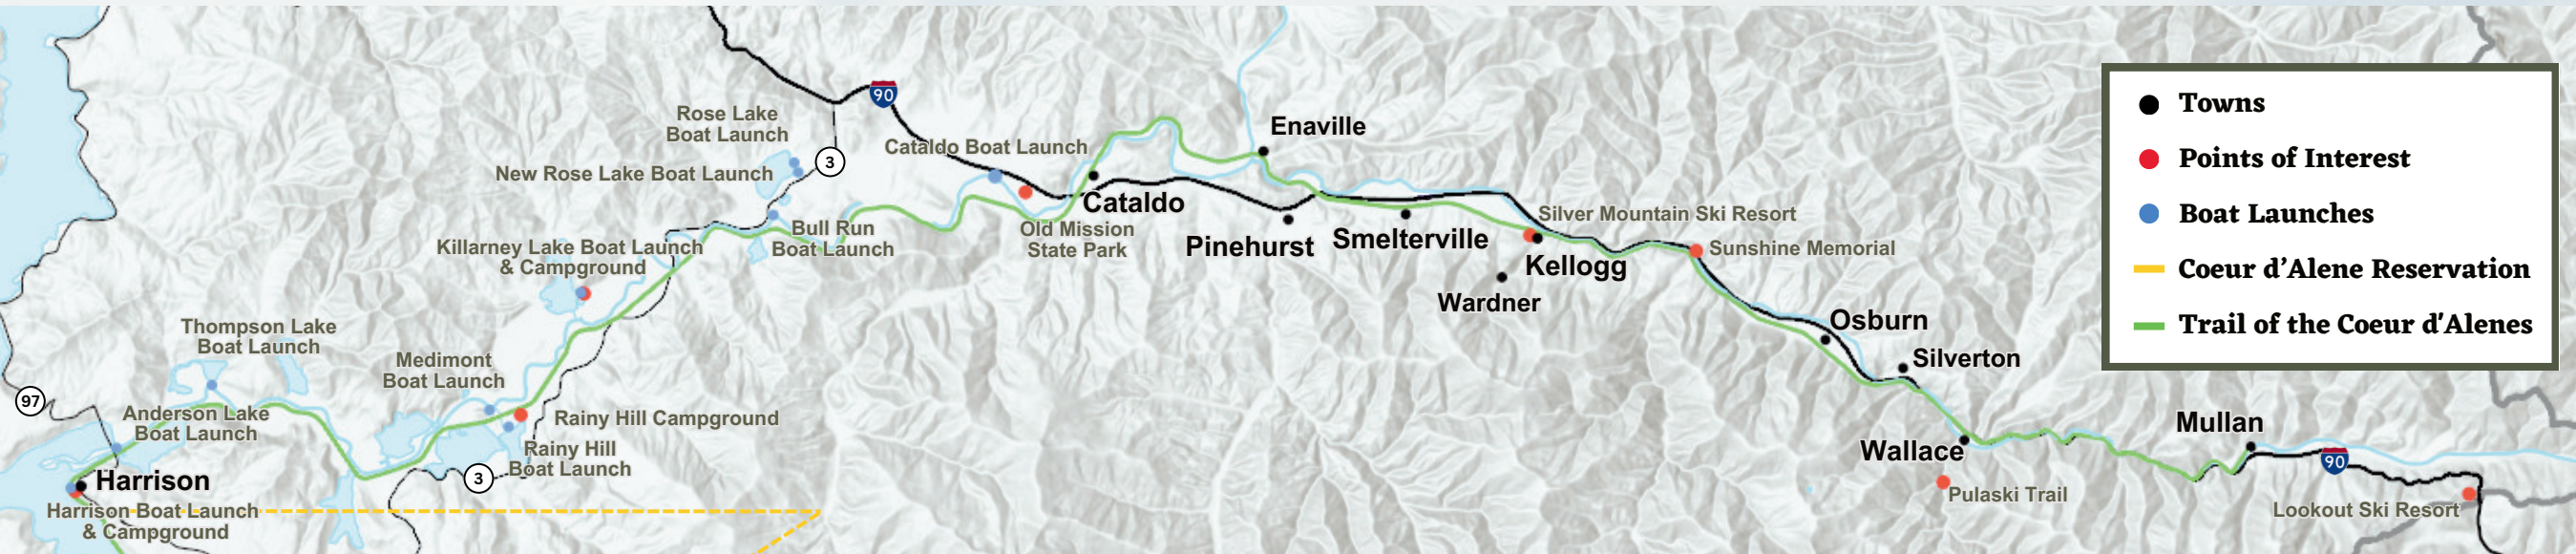 90
Rose Lake
Boat Launch
3
New Rose Lake Boat Launch
Cataldo Boat Launch
Enaville
Cataldo
Old Mission
State Park
Bull Run
Boat Launch
Killarney Lake Boat Launch
& Campground
Pinehurst
Smelterville
Silver Mountain Ski Resort
Kellogg
Sunshine Memorial
Wardner
Osburn
Silverton
Thompson Lake
Boat Launch
Medimont
Boat Launch
97
Anderson Lake
Boat Launch
Rainy Hill Campground
Rainy Hill
Boat Launch
3
Harrison
Harrison Boat Launch
& Campground
Wallace
Pulaski Trail
Mullan
90
Lookout Ski Resort
Towns
Points of Interest
Boat Launches
Coeur d’Alene Reservation
Trail of the Coeur d'Alenes